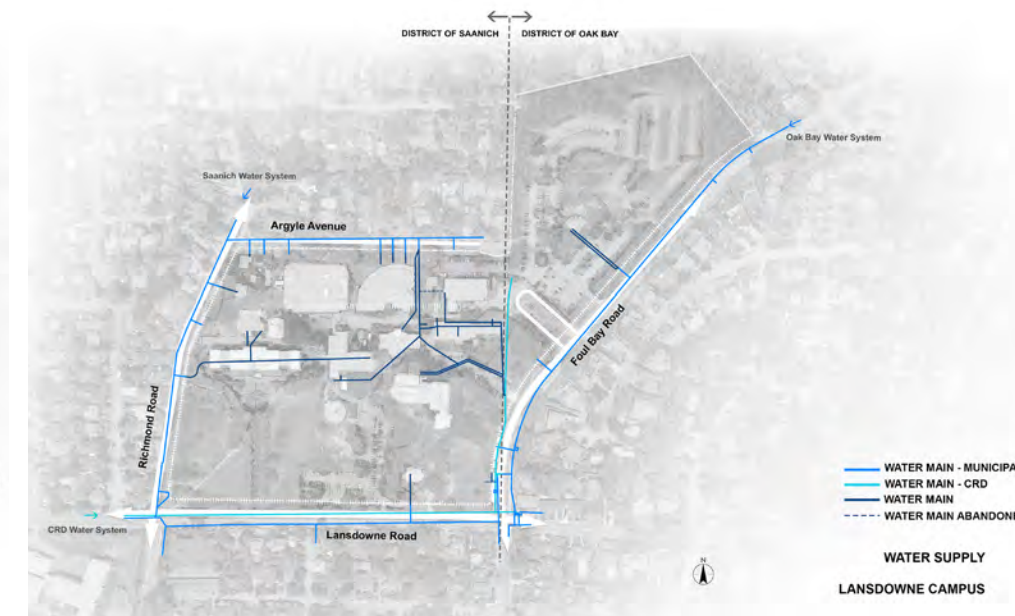 DISTRICT OF SAANICH
DISTRICT OF OAK BAY
Oak Bay Water System
Saanich Water System
Argyle Avenue
Foul Bay Road
Richmond Road
CRD Water System
Lansdowne Road
WATER MAIN - MUNICIPA
WATER MAIN - CRD
WATER MAIN
WATER MAIN ABANDONE
N
WATER SUPPLY
LANSDOWNE CAMPUS